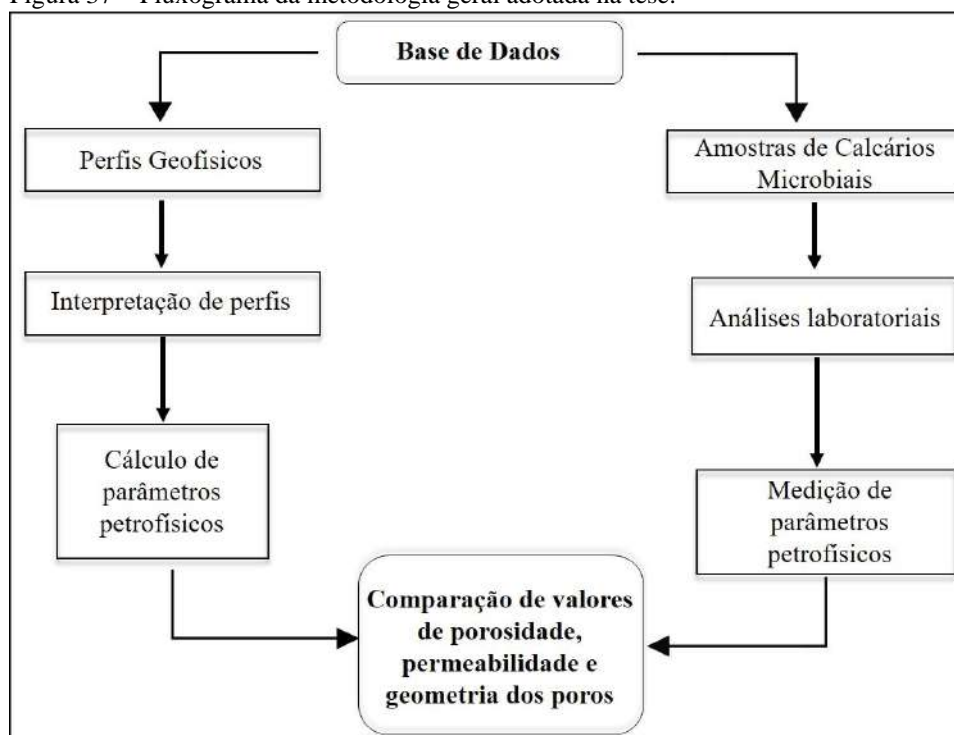 Figura 37 – Fluxograma da metodologia geral adotada na tese.
Base de Dados
Perfis Geofísicos
Amostras de Calcários
Microbiais
Interpretação de perfis
Análises laboratoriais
Cálculo de
parâmetros
petrofísicos
Medição de
parâmetros
petrofísicos
Comparação de valores
de porosidade,
permeabilidade e
geometria dos poros